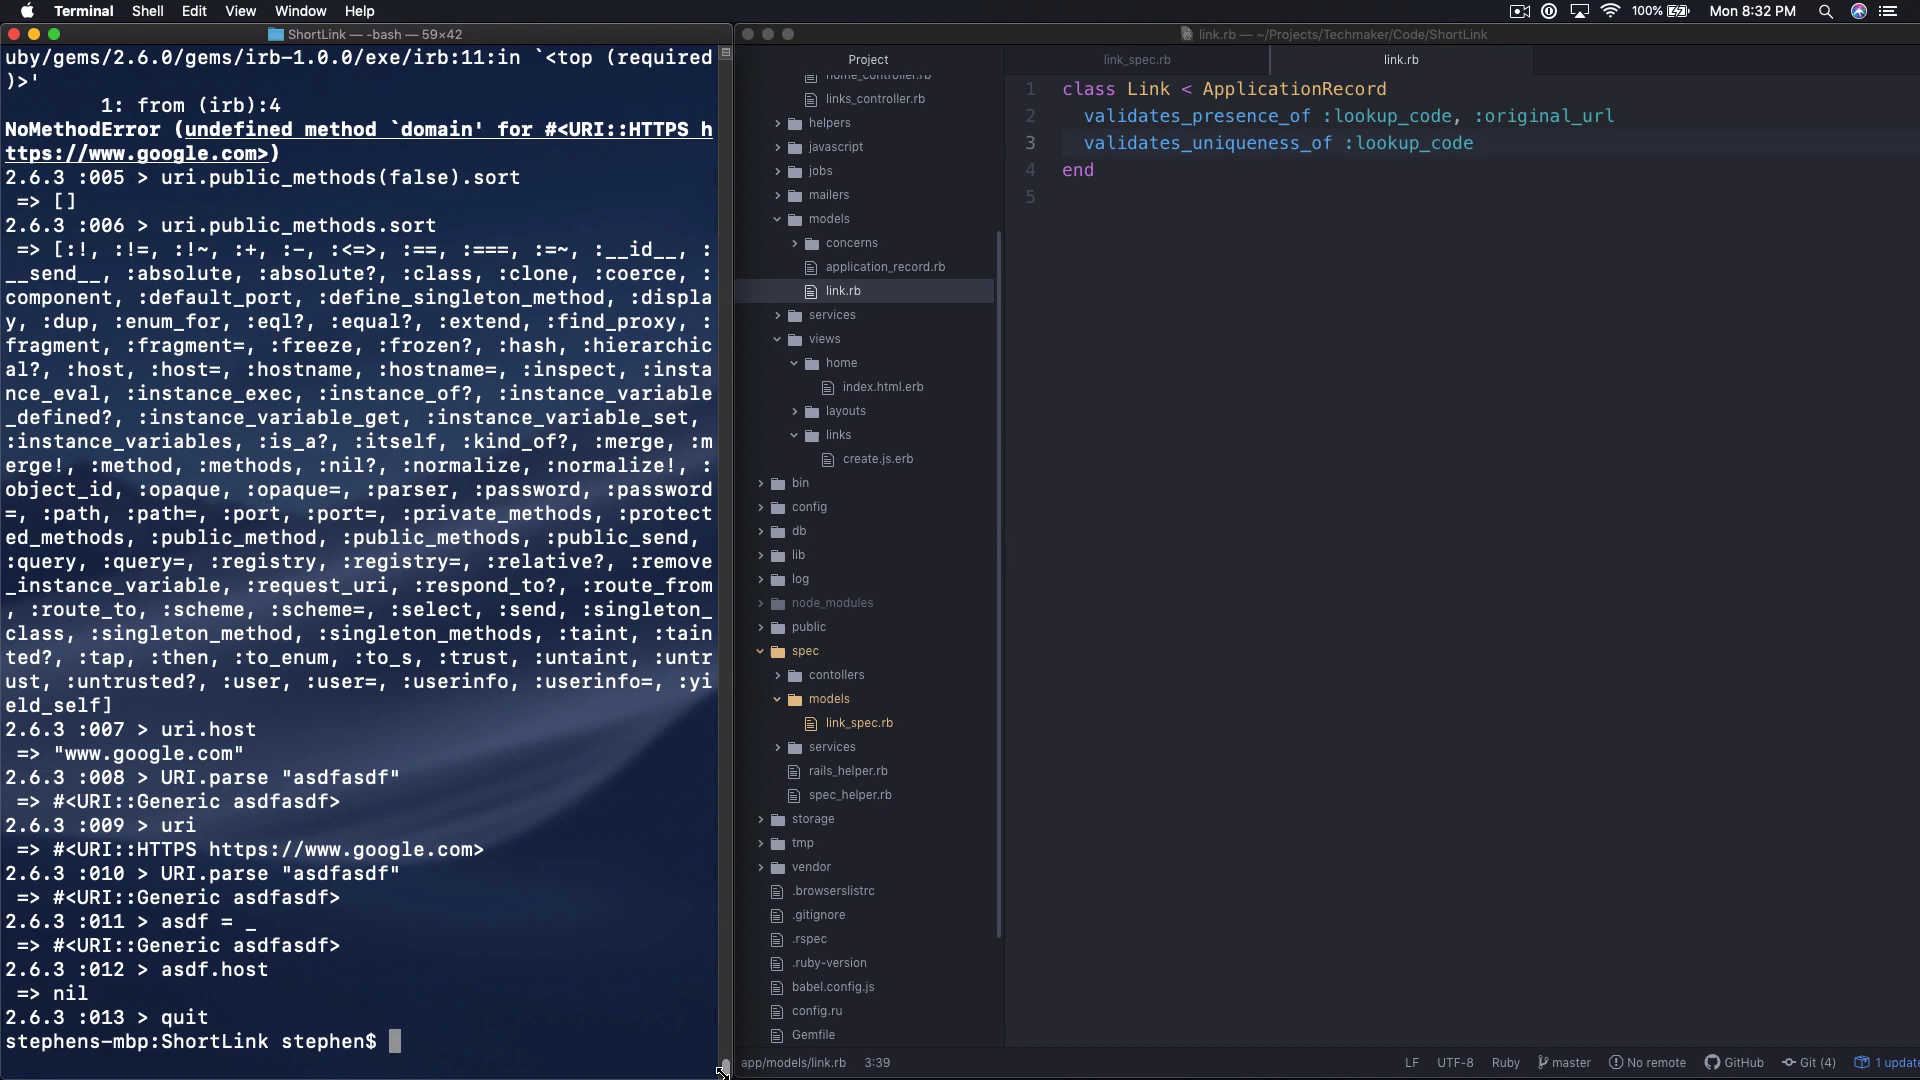 Terminal Shell Edit View Window Help
100% Mon 8:32 PM
ShortLink — -bash — 59×42
uby/gems/2.6.0/gems/irb-1.0.0/exe/irb:11:in `<top (required
)>'
1: from (irb):4
NoMethodError (undefined method `domain' for #<URI::HTTPS h
ttps://www.google.com>)
2.6.3 :005 > uri.public_methods(false).sort
=> []
2.6.3 :006 > uri.public_methods.sort
=> [:!, :!=, :!~, :+, :-, :<=>, :==, :===, :=~, :__id__, :
__send__, :absolute, :absolute?, :class, :clone, :coerce, :
component, :default_port, :define_singleton_method, :displa
y, :dup, :enum_for, :eql?, :equal?, :extend, :find_proxy, :
fragment, :fragment=, :freeze, :frozen?, :hash, :hierarchic
al?, :host, :host=, :hostname, :hostname=, :inspect, :insta
nce_eval, :instance_exec, :instance_of?, :instance_variable
_defined?, :instance_variable_get, :instance_variable_set,
:instance_variables, :is_a?, :itself, :kind_of?, :merge, :m
erge!, :method, :methods, :nil?, :normalize, :normalize!, :
object_id, :opaque, :opaque=, :parser, :password, :password
=, :path, :path=, :port, :port=, :private_methods, :protect
ed_methods, :public_method, :public_methods, :public_send,
:query, :query=, :registry, :registry=, :relative?, :remove
_instance_variable, :request_uri, :respond_to?, :route_from
, :route_to, :scheme, :scheme=, :select, :send, :singleton_
class, :singleton_method, :singleton_methods, :taint, :tain
ted?, :tap, :then, :to_enum, :to_s, :trust, :untaint, :untr
ust, :untrusted?, :user, :user=, :userinfo, :userinfo=, :yi
eld_self]
2.6.3 :007 > uri.host
=> "www.google.com"
2.6.3 :008 > URI.parse "asdfasdf"
=> #<URI::Generic asdfasdf>
2.6.3 :009 > uri
=> #<URI::HTTPS https://www.google.com>
2.6.3 :010 > URI.parse "asdfasdf"
=> #<URI::Generic asdfasdf>
2.6.3 :011 > asdf = _
=> #<URI::Generic asdfasdf>
2.6.3 :012 > asdf.host
=> nil
2.6.3 :013 > quit
stephens-mbp:ShortLink stephen$
link.rb — ~/Projects/Techmaker/Code/ShortLink
Project
home_controller.rb
links_controller.rb
helpers
javascript
jobs
mailers
models
concerns
application_record.rb
link.rb
services
views
home
index.html.erb
layouts
links
create.js.erb
bin
config
db
lib
log
node_modules
public
spec
contollers
models
link_spec.rb
services
rails_helper.rb
spec_helper.rb
storage
tmp
vendor
.browserslistrc
.gitignore
.rspec
.ruby-version
babel.config.js
config.ru
Gemfile
link_spec.rb link.rb
1 class Link < ApplicationRecord
2 validates_presence_of :lookup_code, :original_url
3 validates_uniqueness_of :lookup_code
4 end
5
app/models/link.rb 3:39 LF UTF-8 Ruby master No remote GitHub Git (4) 1 update